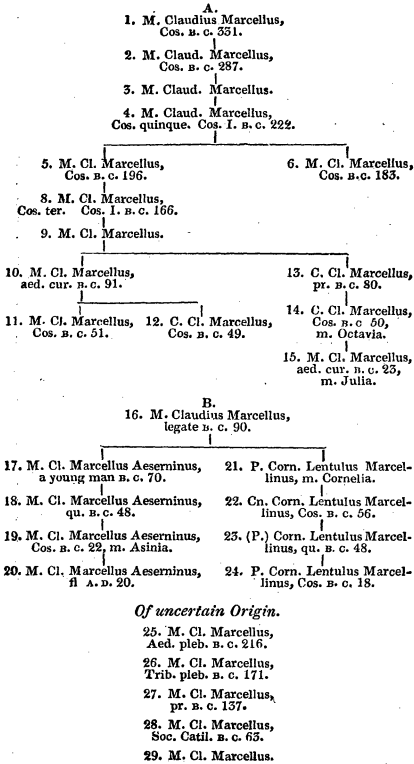 A.
1. M. Claudius Marcellus,
Cos. B. C. 331.
2. M. Claud. Marcellus,
Cos. B. C. 287.
3. M. Claud. Marcellus.
4. M. Claud. Marcellus,
Cos. quinque. Cos. I. B. C. 222.
5. M. Cl. Marcellus,
Cos. B. C. 196.
6. M. Cl. Marcellus,
Cos. B.C. 183.
8. M. Cl. Marcellus,
Cos. ter. Cos. I. B. C. 166.
9. M. Cl. Marcellus.
10. M. Cl. Marcellus,
aed. cur. B. C. 91.
13. C. Cl. Marcellus,
pr. B. C. 80.
11. M. Cl. Marcellus,
Cos. B. C. 51.
12. C. Cl. Marcellus,
Cos. B. C. 49.
14. C. Cl. Marcellus,
Cos. B. C 50,
m. Octavia.
15. M. Cl. Marcellus,
aed. cur. B. C. 23,
m. Julia.
B.
16. M. Claudius Marcellus,
legate B. C. 90.
17. M. Cl. Marcellus Aeserninus,
a young man B. C. 70.
18. M. Cl. Marcellus Aeserninus,
qu. B. C. 48.
19. M. Cl. Marcellus Aeserninus,
Cos. B. C. 22, m. Asinia.
20. M. Cl. Marcellus Aeserninus,
fl A. D. 20.
21. P. Corn. Lentulus Marcel-
linus, m. Cornelia.
22. Cn. Corn. Lentulus Marcel-
linus, Cos. B. C. 56.
23. (P.) Corn. Lentulus Marcel-
linus, qu. B. C. 48.
24. P. Corn. Lentulus Marcel-
linus, Cos. B. C. 18.
Of uncertain Origin.
25. M. Cl. Marcellus,
Aed. pleb. B. C. 216.
26. M. Cl. Marcellus,
Trib. pleb. B. C. 171.
27. M. Cl. Marcellus,
pr. B. C. 137.
28. M. Cl. Marcellus,
Soc. Catil. B. C. 63.
29. M. Cl. Marcellus.